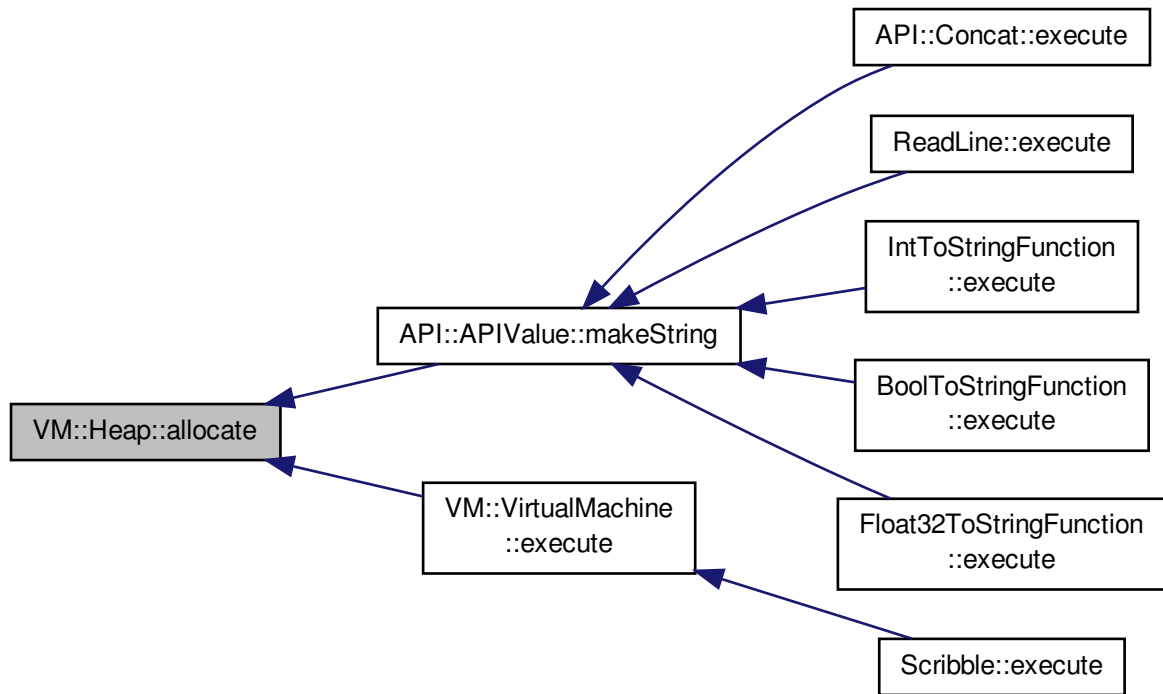 API::Concat::execute
ReadLine::execute
IntToStringFunction
::execute
API::APIValue::makeString
BoolToStringFunction
::execute
VM::Heap::allocate
VM::VirtualMachine
::execute
Float32ToStringFunction
::execute
Scribble::execute